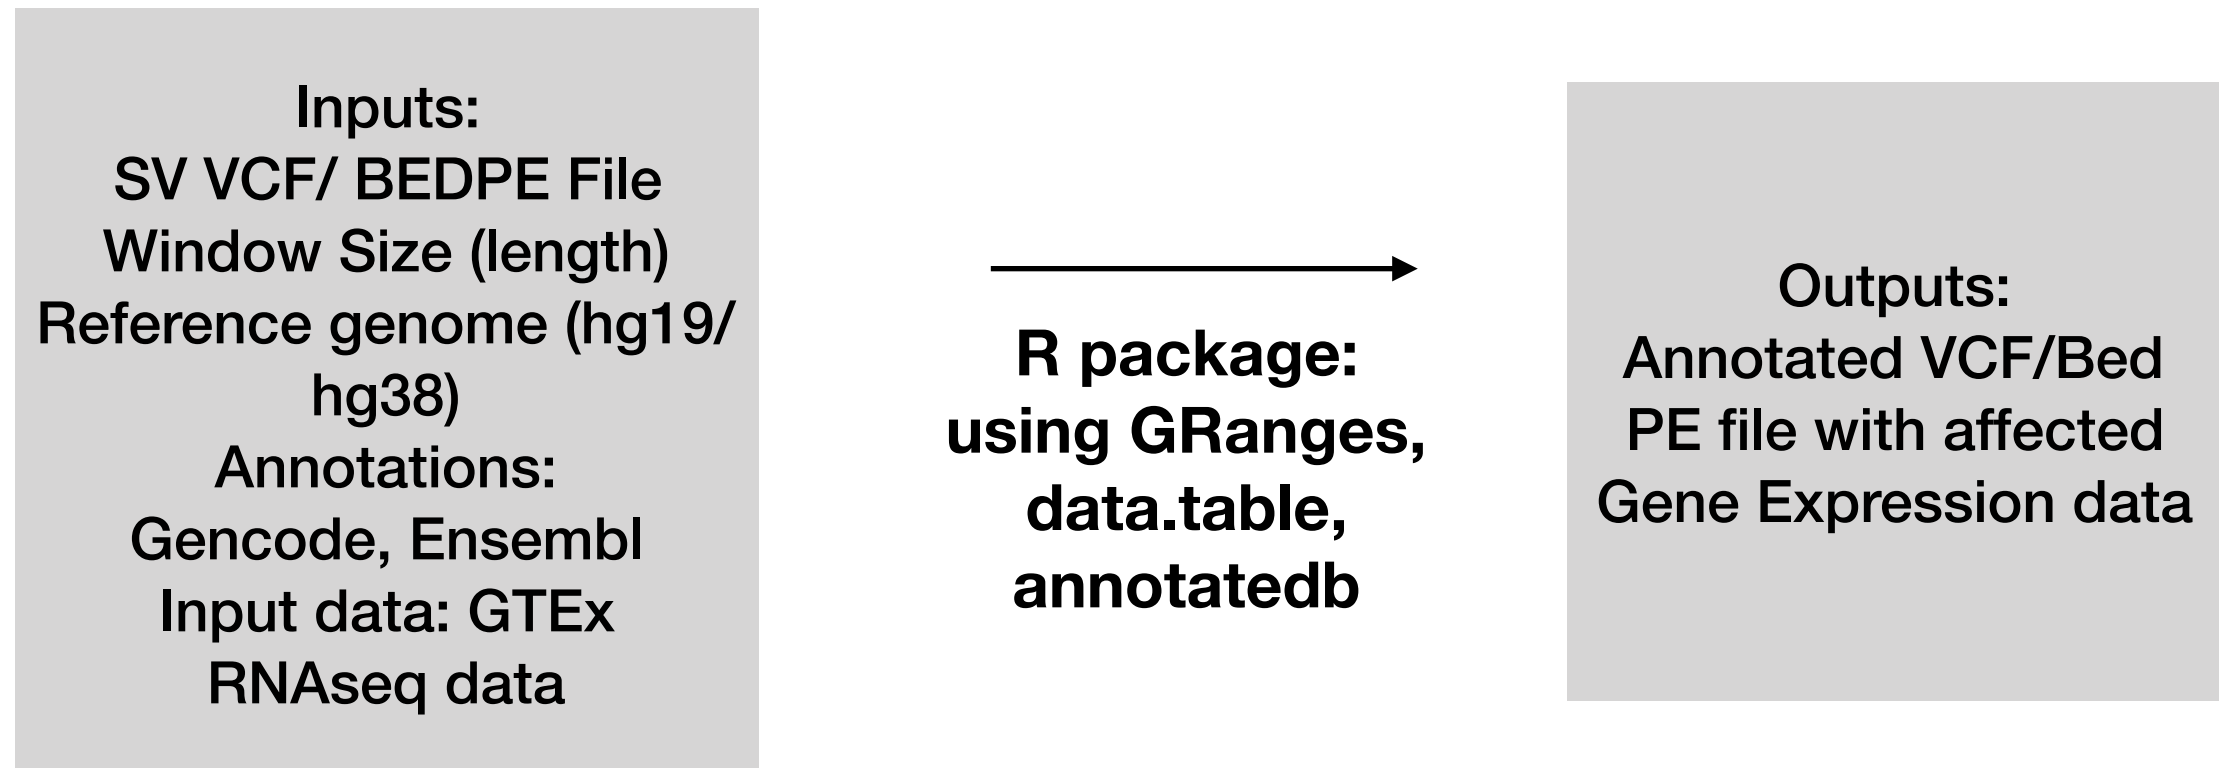 Inputs:
SV VCF/ BEDPE File
Window Size (length)
Reference genome (hg19/
hg38)
Annotations:
Gencode, Ensembl
Input data: GTEx
RNAseq data
R package:
using GRanges,
data.table,
annotatedb
Outputs:
Annotated VCF/Bed
PE file with affected
Gene Expression data